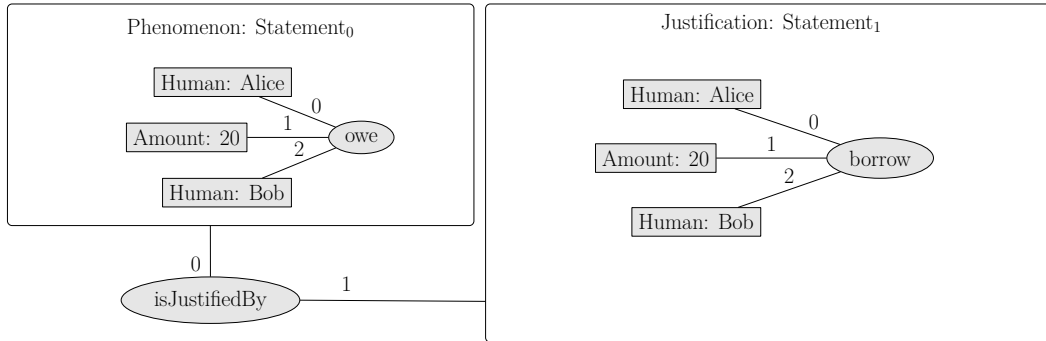 Phenomenon: Statement₀
Human: Alice
0
Amount: 20
1
owe
2
Human: Bob
0
isJustifiedBy
1
Justification: Statement₁
Human: Alice
0
Amount: 20
1
borrow
2
Human: Bob